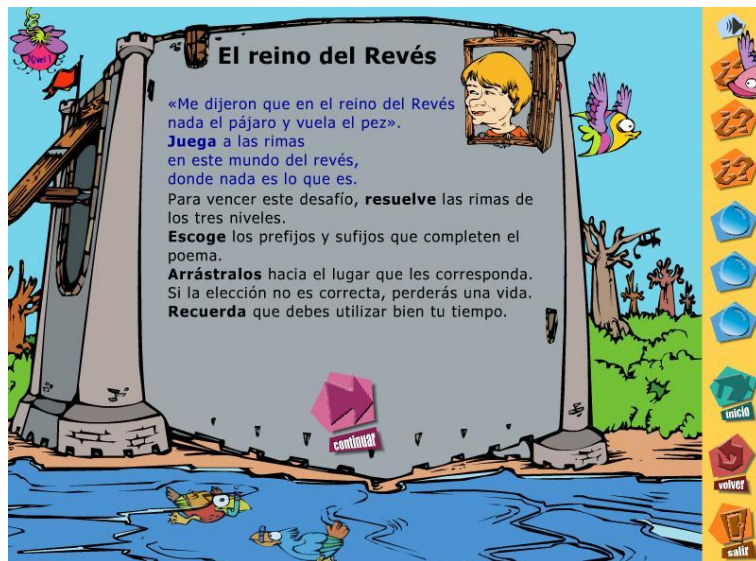 Nivel 1
El reino del Revés
«Me dijeron que en el reino del Revés
nada el pájaro y vuela el pez».
Juega a las rimas
en este mundo del revés,
donde nada es lo que es.
Para vencer este desafío, resuelve las rimas de
los tres niveles.
Escoge los prefijos y sufijos que completen el
poema.
Arrástralos hacia el lugar que les corresponda.
Si la elección no es correcta, perderás una vida.
Recuerda que debes utilizar bien tu tiempo.
continuar
¿?
¿?
¿?
inicio
volver
salir